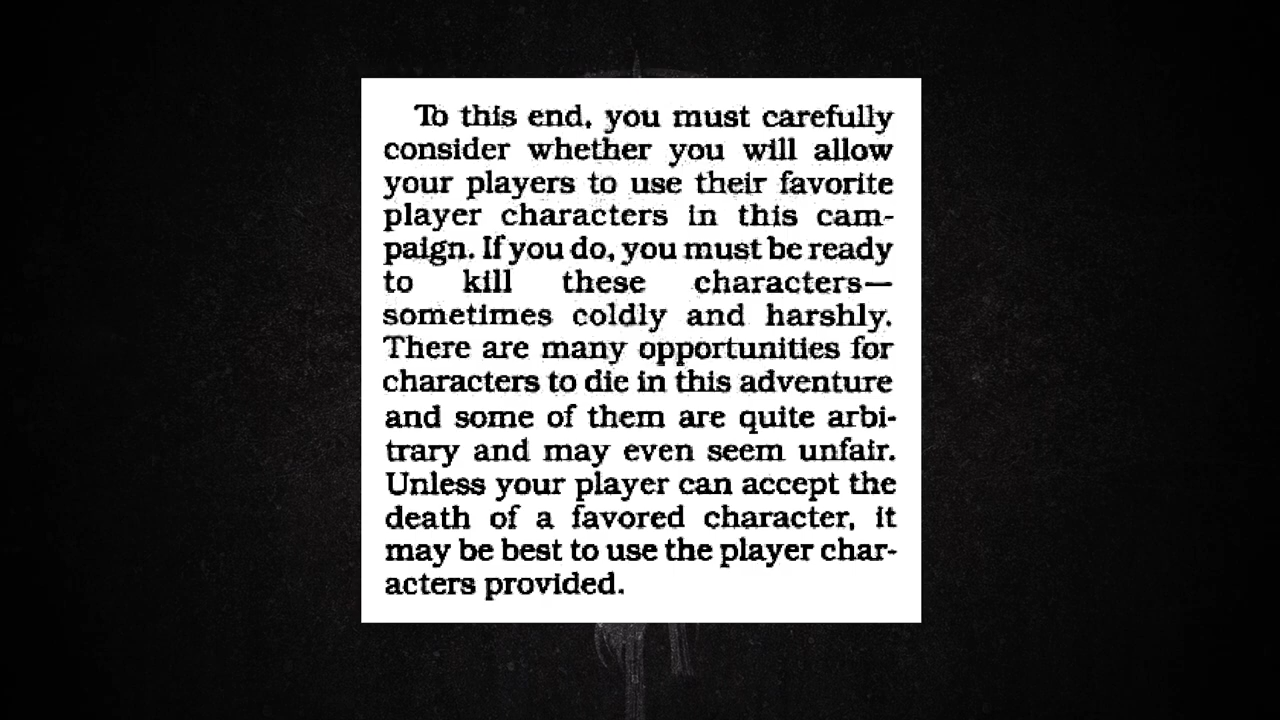 To this end, you must carefully
consider whether you will allow
your players to use their favorite
player characters in this cam-
paign. If you do, you must be ready
to kill these characters—
sometimes coldly and harshly.
There are many opportunities for
characters to die in this adventure
and some of them are quite arbi-
trary and may even seem unfair.
Unless your player can accept the
death of a favored character, it
may be best to use the player char-
acters provided.